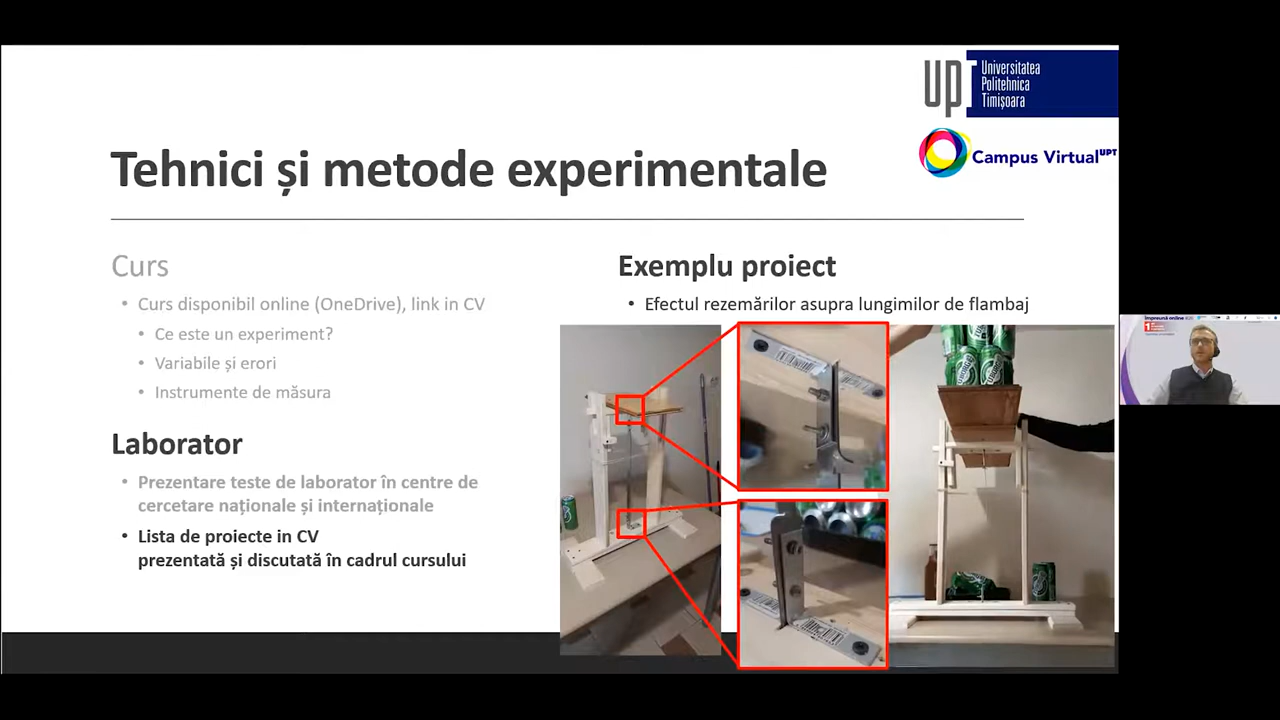 UPT
Universitatea
Politehnica
Timișoara
Campus VirtualUPT
Tehnici și metode experimentale
Curs
• Curs disponibil online (OneDrive), link in CV
• Ce este un experiment?
• Variabile și erori
• Instrumente de măsura
Laborator
• Prezentare teste de laborator în centre de
cercetare naționale și internaționale
• Lista de proiecte in CV
prezentată și discutată în cadrul cursului
Exemplu proiect
• Efectul rezemărilor asupra lungimilor de flambaj
împreună online